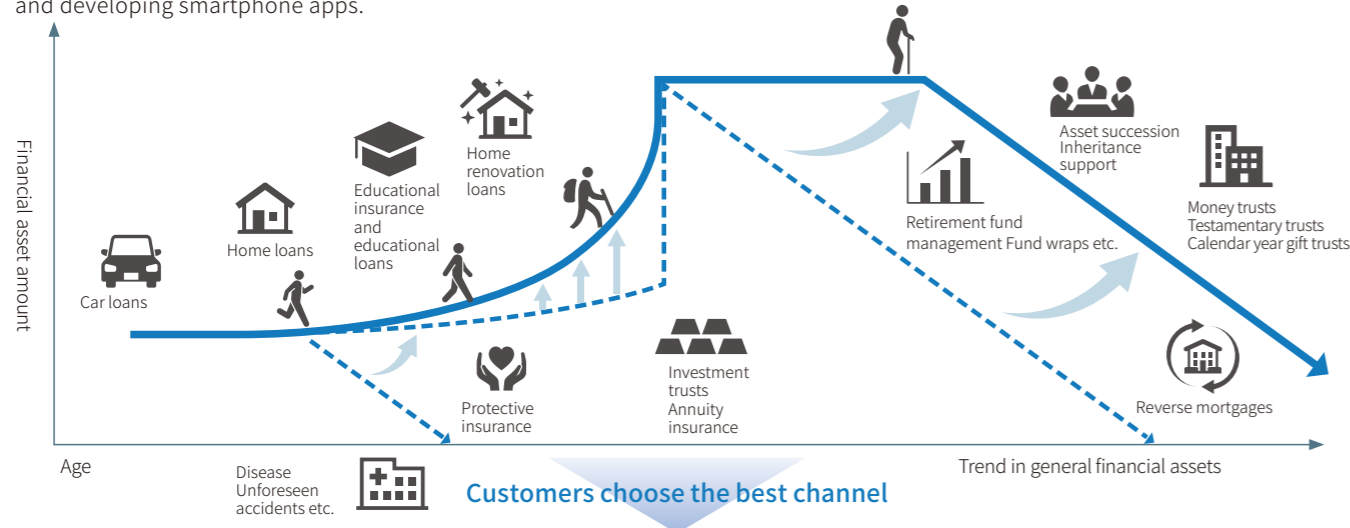 and developing smartphone apps.
Financial asset amount
Car loans
Home loans
Educational
insurance
and
educational
loans
Home
renovation
loans
Protective
insurance
Investment
trusts
Annuity
insurance
Retirement fund
management Fund wraps etc.
Asset succession
Inheritance
support
Money trusts
Testamentary trusts
Calendar year gift trusts
Reverse mortgages
Age
Trend in general financial assets
Disease
Unforeseen
accidents etc.
Customers choose the best channel